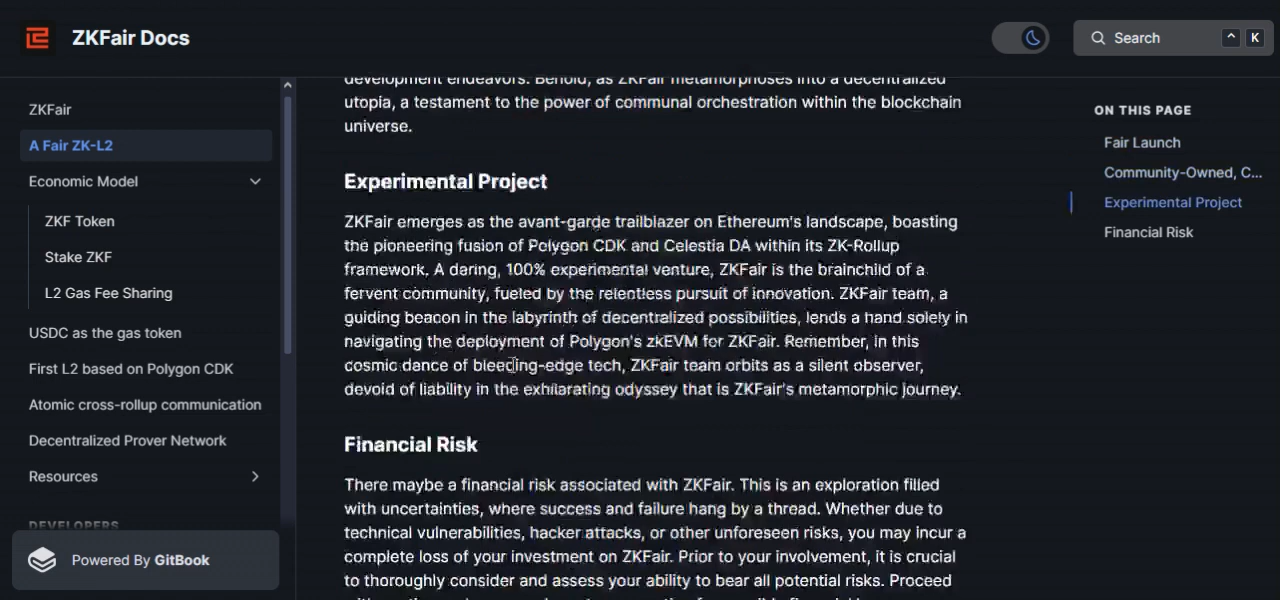 ZKFair Docs
Search
^ K
ZKFair
A Fair ZK-L2
Economic Model
ZKF Token
Stake ZKF
L2 Gas Fee Sharing
USDC as the gas token
First L2 based on Polygon CDK
Atomic cross-rollup communication
Decentralized Prover Network
Resources
DEVELOPERS
Powered By GitBook
development endeavors. Behold, as ZKFair metamorphoses into a decentralized
utopia, a testament to the power of communal orchestration within the blockchain
universe.
Experimental Project
ZKFair emerges as the avant-garde trailblazer on Ethereum's landscape, boasting
the pioneering fusion of Polygon CDK and Celestia DA within its ZK-Rollup
framework. A daring, 100% experimental venture, ZKFair is the brainchild of a
fervent community, fueled by the relentless pursuit of innovation. ZKFair team, a
guiding beacon in the labyrinth of decentralized possibilities, lends a hand solely in
navigating the deployment of Polygon's zkEVM for ZKFair. Remember, in this
cosmic dance of bleeding-edge tech, ZKFair team orbits as a silent observer,
devoid of liability in the exhilarating odyssey that is ZKFair's metamorphic journey.
Financial Risk
There maybe a financial risk associated with ZKFair. This is an exploration filled
with uncertainties, where success and failure hang by a thread. Whether due to
technical vulnerabilities, hacker attacks, or other unforeseen risks, you may incur a
complete loss of your investment on ZKFair. Prior to your involvement, it is crucial
to thoroughly consider and assess your ability to bear all potential risks. Proceed
ON THIS PAGE
Fair Launch
Community-Owned, C...
Experimental Project
Financial Risk